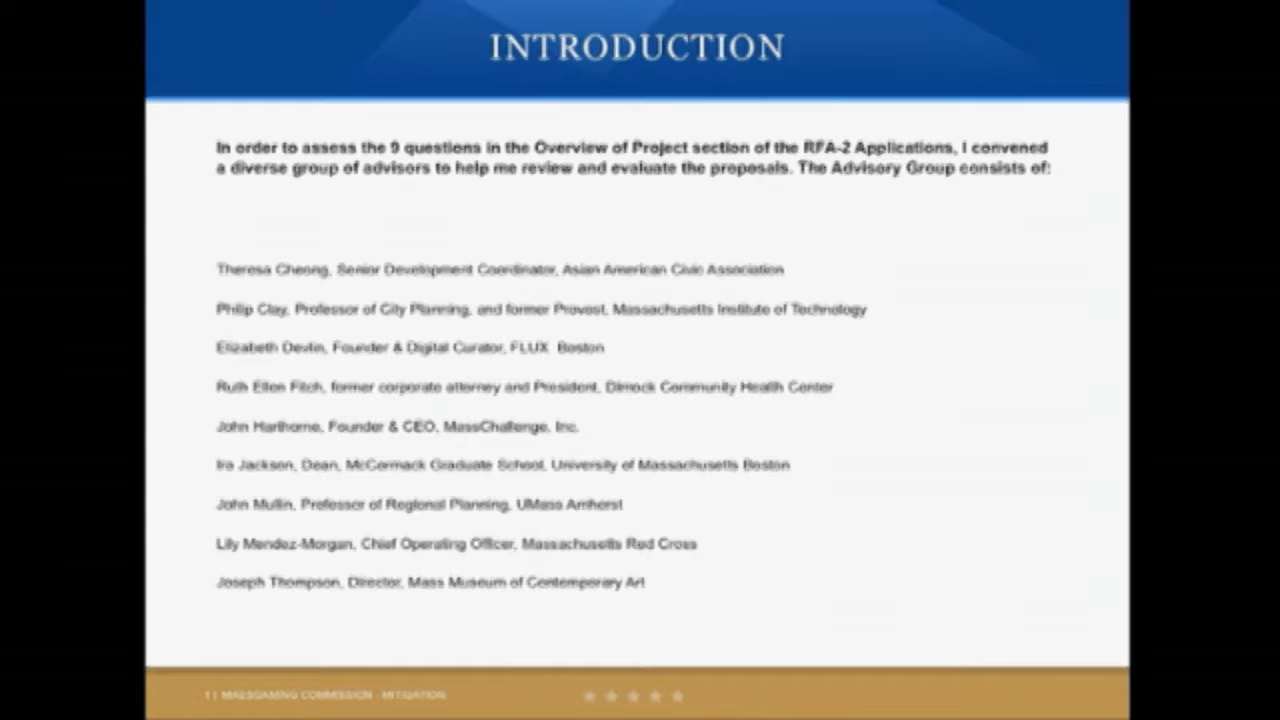 INTRODUCTION
In order to assess the 9 questions in the Overview of Project section of the RFA-2 Applications, I convened
a diverse group of advisors to help me review and evaluate the proposals. The Advisory Group consists of:
Theresa Cheong, Senior Development Coordinator, Asian American Civic Association
Philip Clay, Professor of City Planning, and former Provost, Massachusetts Institute of Technology
Elizabeth Devlin, Founder & Digital Curator, FLUX Boston
Ruth Ellen Fitch, former corporate attorney and President, Dimock Community Health Center
John Harthorne, Founder & CEO, MassChallenge, Inc.
Ira Jackson, Dean, McCormack Graduate School, University of Massachusetts Boston
John Mullin, Professor of Regional Planning, UMass Amherst
Lily Mendez-Morgan, Chief Operating Officer, Massachusetts Red Cross
Joseph Thompson, Director, Mass Museum of Contemporary Art
1 | MASSGAMING COMMISSION - MITIGATION